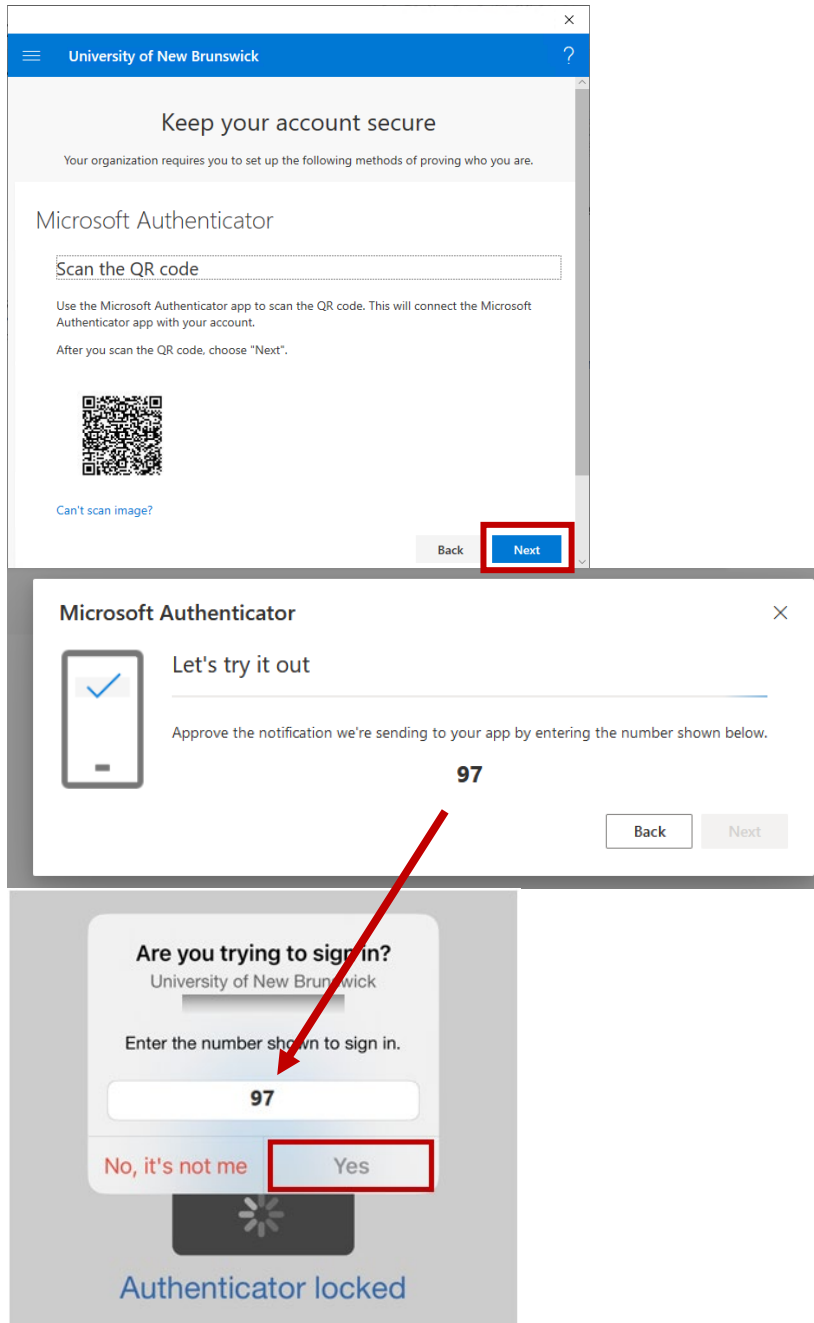 University of New Brunswick
?
Keep your account secure
Your organization requires you to set up the following methods of proving who you are.
Microsoft Authenticator
Scan the QR code
Use the Microsoft Authenticator app to scan the QR code. This will connect the Microsoft
Authenticator app with your account.
After you scan the QR code, choose "Next".
Can't scan image?
Back Next
Microsoft Authenticator
Let's try it out
Approve the notification we're sending to your app by entering the number shown below.
97
Back Next
Are you trying to sign in?
University of New Brunswick
Enter the number shown to sign in.
97
No, it's not me Yes
Authenticator locked